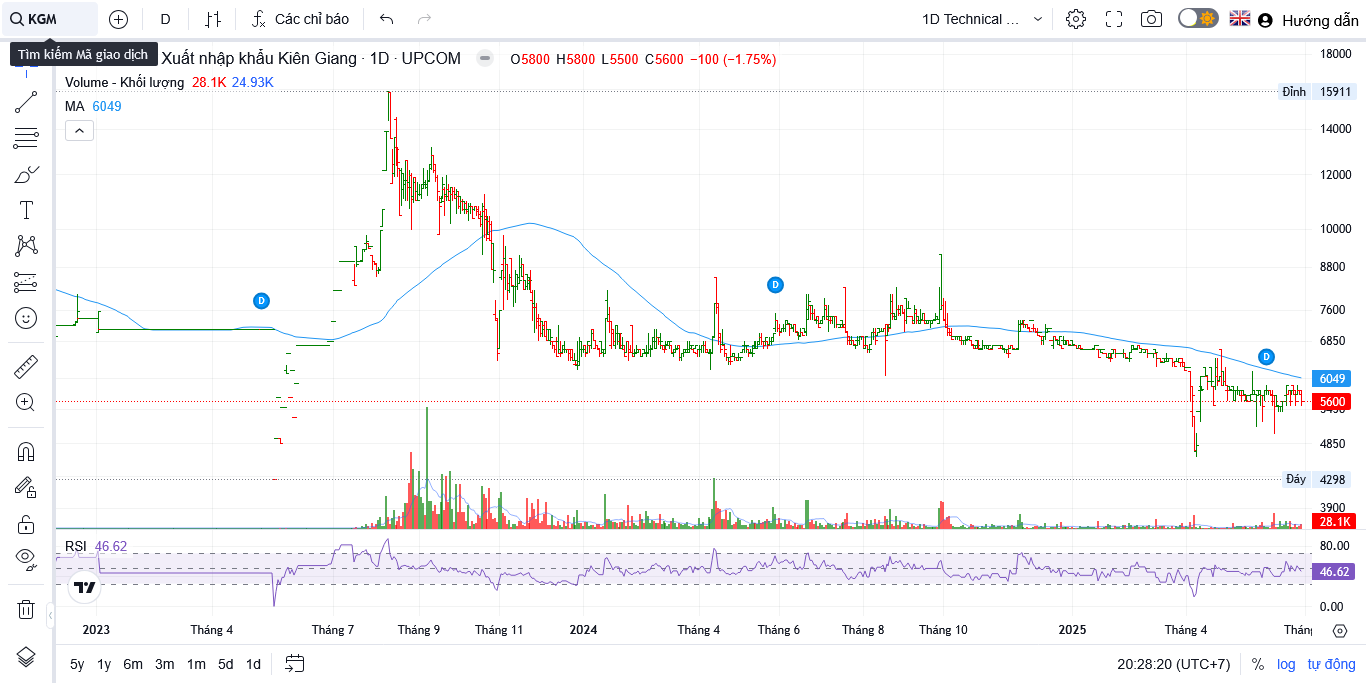 KGM D Các chỉ báo 1D Technical ... Hướng dẫn
Tìm kiếm Mã giao dịch Xuất nhập khẩu Kiên Giang · 1D · UPCOM O5800 H5800 L5500 C5600 −100 (−1.75%)
Volume - Khối lượng 28.1K 24.93K
MA 6049
18000
Đỉnh 15911
14000
12000
10000
8800
7600
6850
6049
5600
4850
Đáy 4298
3900
28.1K
D
D
D
RSI 46.62
80.00
46.62
0.00
2023 Tháng 4 Tháng 7 Tháng 9 Tháng 11 2024 Tháng 4 Tháng 6 Tháng 8 Tháng 10 2025 Tháng 4 Thán
5y 1y 6m 3m 1m 5d 1d 20:28:20 (UTC+7) % log tự động